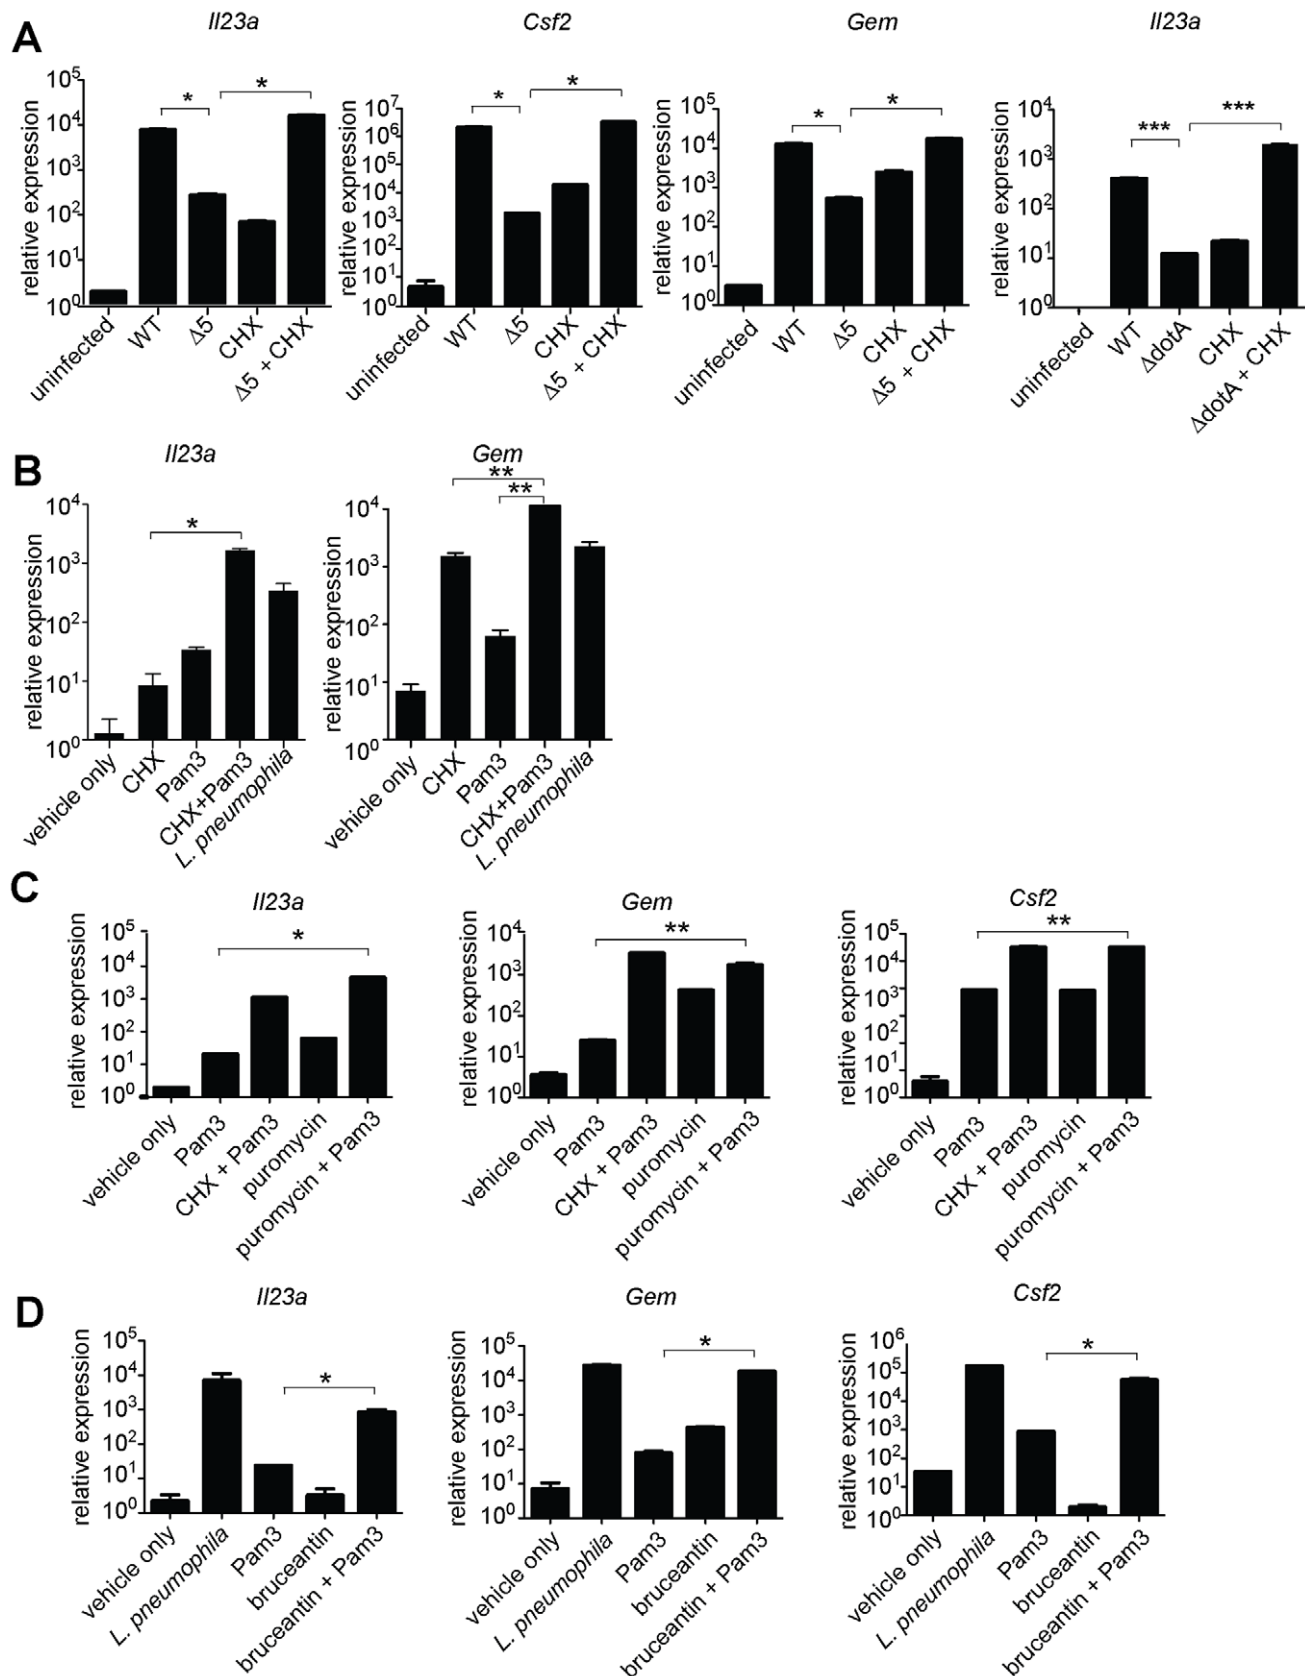 A
Il23a
Csf2
Gem
Il23a
relative expression
10^5
10^4
10^3
10^2
10^1
10^0
*
*
uninfected
WT
Δ5
CHX
Δ5 + CHX
relative expression
10^7
10^6
10^5
10^4
10^3
10^2
10^1
10^0
*
*
uninfected
WT
Δ5
CHX
Δ5 + CHX
relative expression
10^5
10^4
10^3
10^2
10^1
10^0
*
*
uninfected
WT
Δ5
CHX
Δ5 + CHX
relative expression
10^4
10^3
10^2
10^1
10^0
***
***
uninfected
WT
ΔdotA
CHX
ΔdotA + CHX
B
Il23a
Gem
relative expression
10^4
10^3
10^2
10^1
10^0
*
vehicle only
CHX
Pam3
CHX+Pam3
L. pneumophila
relative expression
10^4
10^3
10^2
10^1
10^0
**
**
vehicle only
CHX
Pam3
CHX+Pam3
L. pneumophila
C
Il23a
Gem
Csf2
relative expression
10^5
10^4
10^3
10^2
10^1
10^0
*
vehicle only
Pam3
CHX + Pam3
puromycin
puromycin + Pam3
relative expression
10^4
10^3
10^2
10^1
10^0
**
vehicle only
Pam3
CHX + Pam3
puromycin
puromycin + Pam3
relative expression
10^5
10^4
10^3
10^2
10^1
10^0
**
vehicle only
Pam3
CHX + Pam3
puromycin
puromycin + Pam3
D
Il23a
Gem
Csf2
relative expression
10^5
10^4
10^3
10^2
10^1
10^0
*
vehicle only
L. pneumophila
Pam3
bruceantin
bruceantin + Pam3
relative expression
10^5
10^4
10^3
10^2
10^1
10^0
*
vehicle only
L. pneumophila
Pam3
bruceantin
bruceantin + Pam3
relative expression
10^6
10^5
10^4
10^3
10^2
10^1
10^0
*
vehicle only
L. pneumophila
Pam3
bruceantin
bruceantin + Pam3